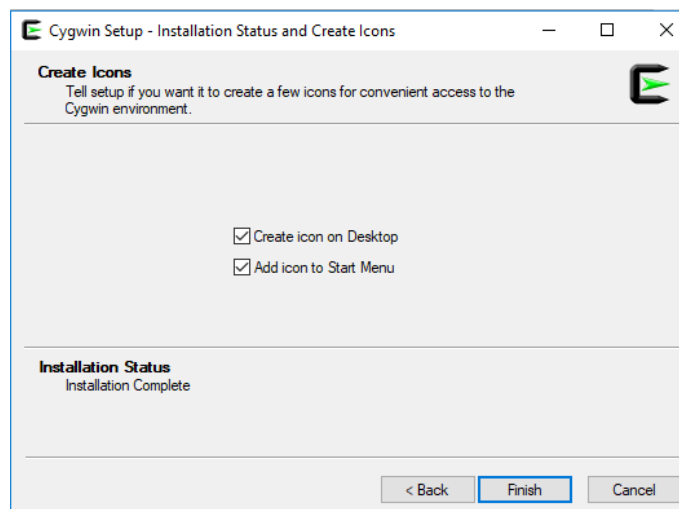 Cygwin Setup - Installation Status and Create Icons
Create Icons
Tell setup if you want it to create a few icons for convenient access to the
Cygwin environment.
Create icon on Desktop
Add icon to Start Menu
Installation Status
Installation Complete
< Back Finish Cancel